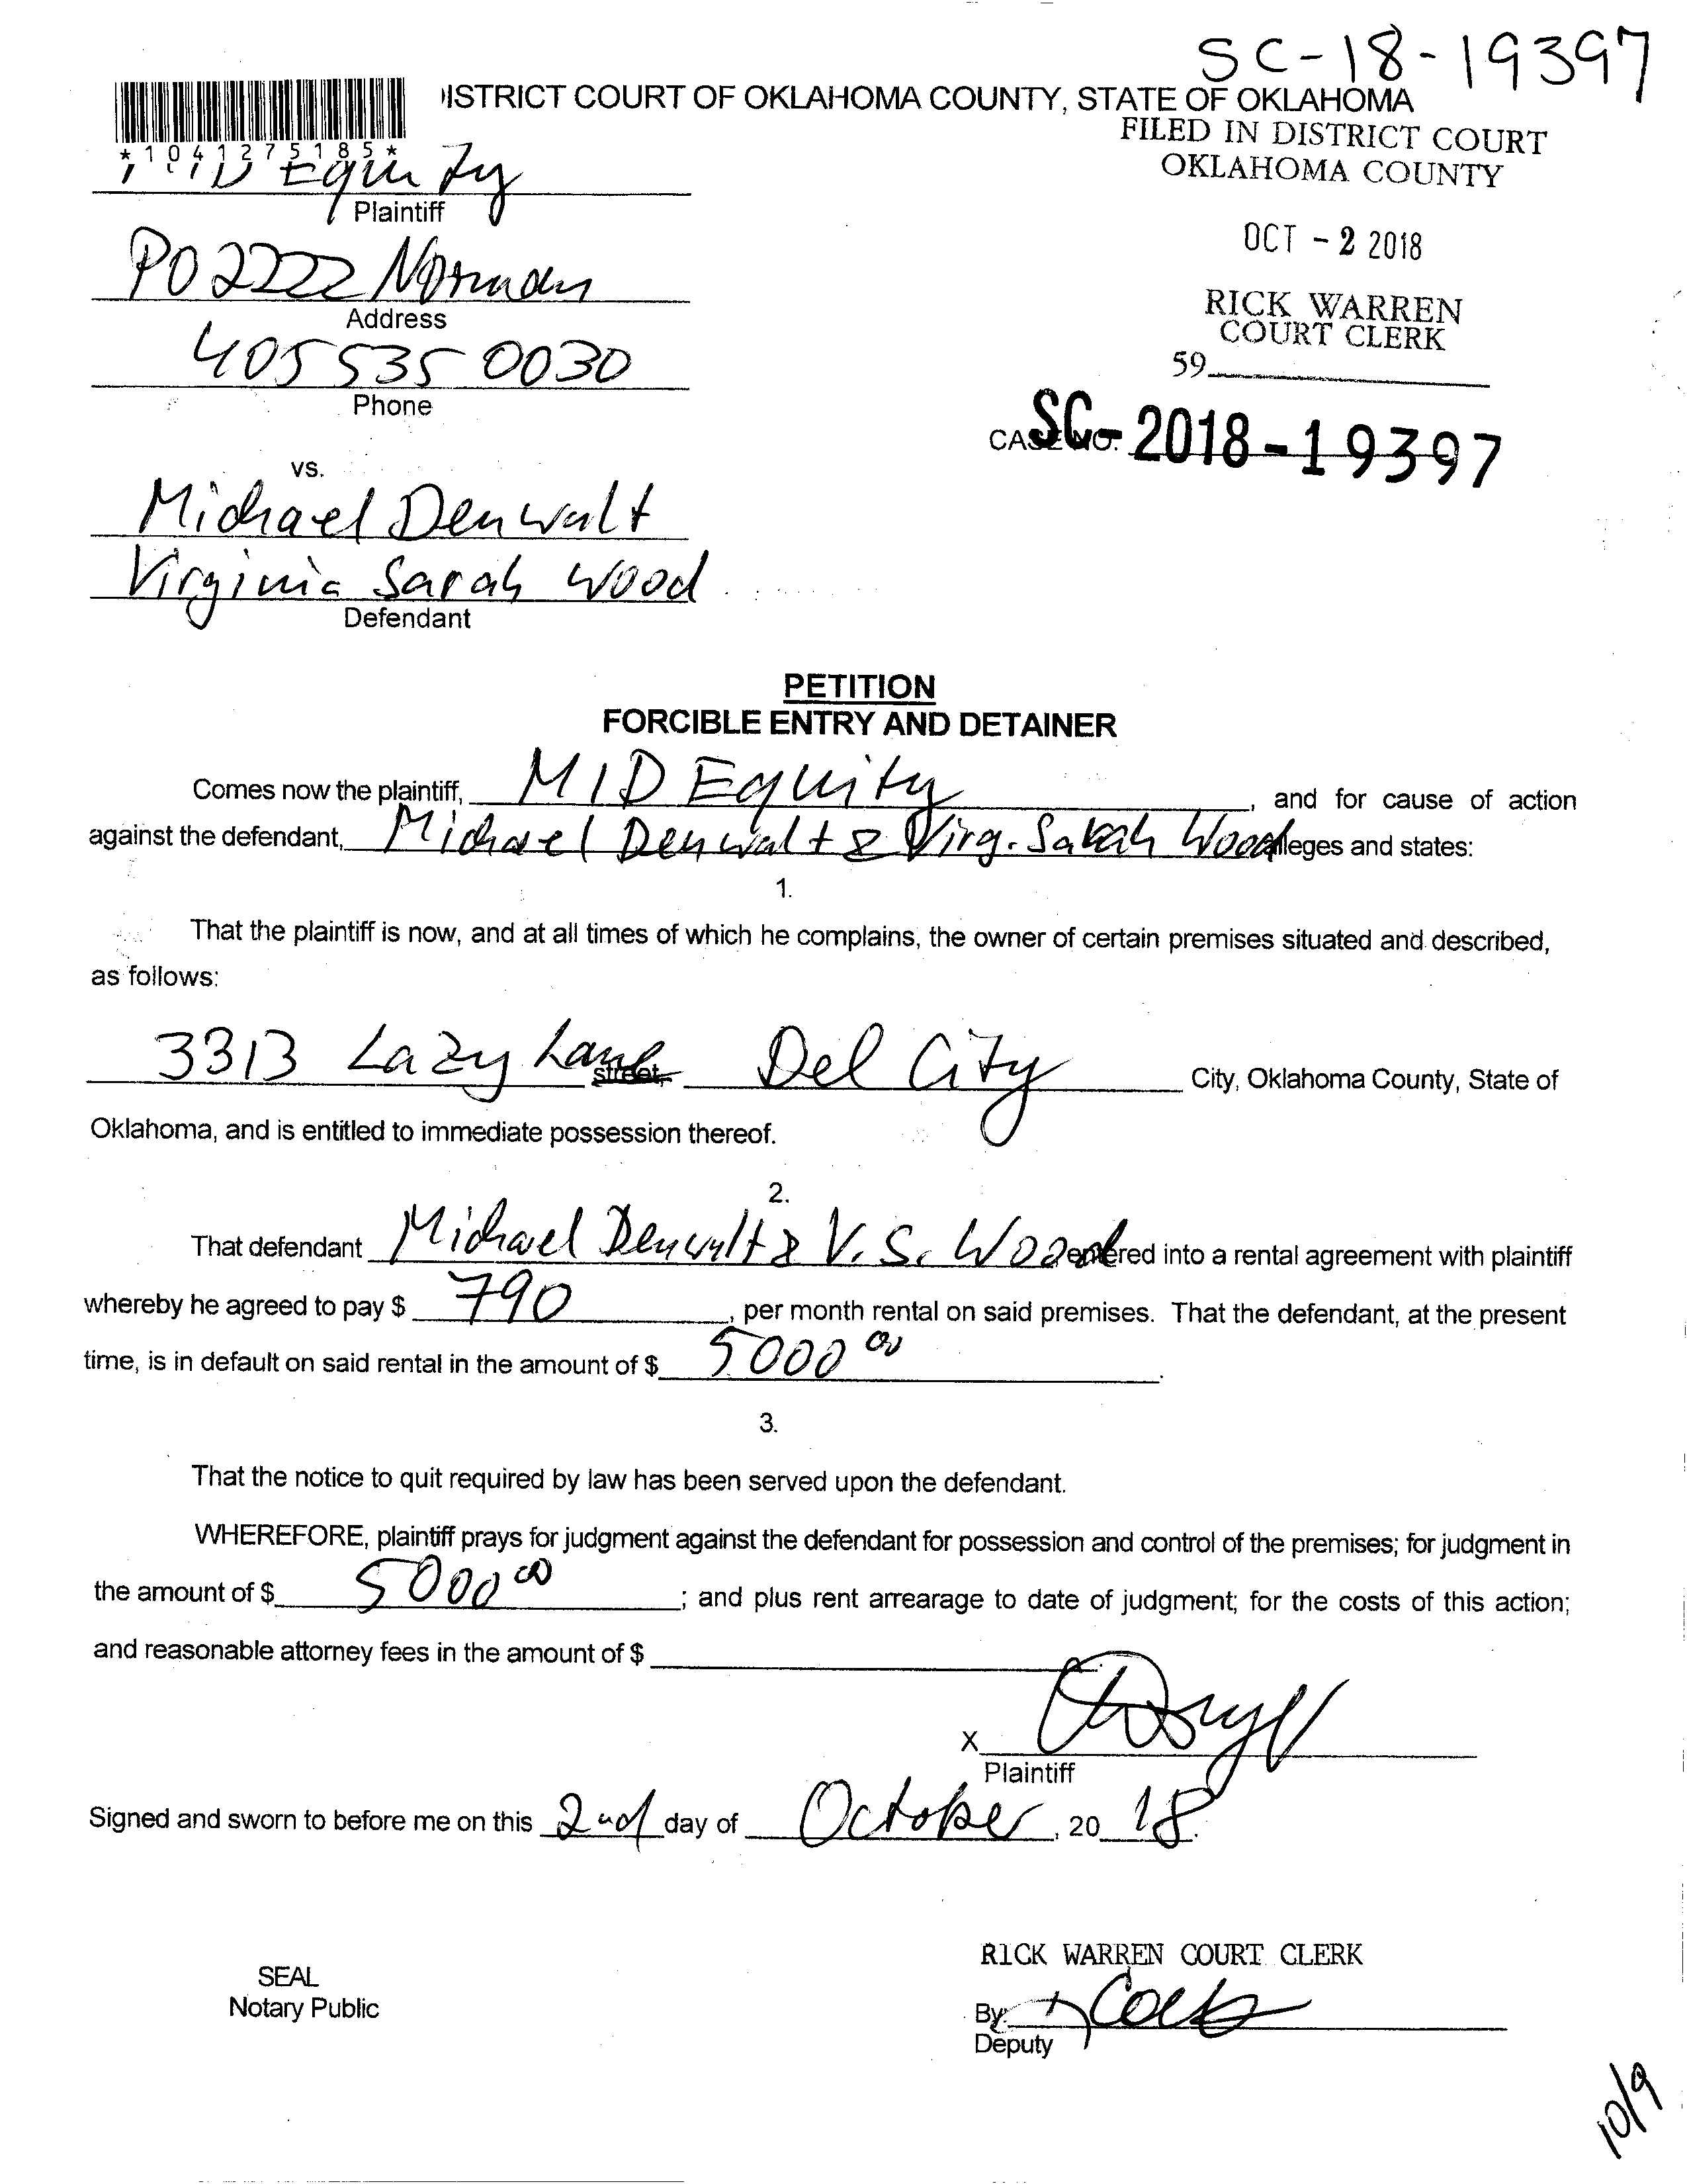 SC-18-19397
ISTRICT COURT OF OKLAHOMA COUNTY, STATE OF OKLAHOMA
FILED IN DISTRICT COURT
OKLAHOMA COUNTY
*1041275185*
MID Equity
Plaintiff
OCT - 2 2018
PO 2222 Norman
Address
RICK WARREN
COURT CLERK
59
405 535 0030
Phone
CASE NO. SC-2018-19397
vs.
Michael Denwalt
Virginia Sarah Wood
Defendant
PETITION
FORCIBLE ENTRY AND DETAINER
Comes now the plaintiff, MID Equity, and for cause of action
against the defendant, Michael Denwalt & Virg. Sarah Wood lleges and states:
1.
That the plaintiff is now, and at all times of which he complains, the owner of certain premises situated and described,
as follows:
3313 Lazy Lane street, Del City City, Oklahoma County, State of
Oklahoma, and is entitled to immediate possession thereof.
2.
That defendant Michael Denwalt & V. S. Wood entered into a rental agreement with plaintiff
whereby he agreed to pay $ 790, per month rental on said premises. That the defendant, at the present
time, is in default on said rental in the amount of $ 5000 00.
3.
That the notice to quit required by law has been served upon the defendant.
WHEREFORE, plaintiff prays for judgment against the defendant for possession and control of the premises; for judgment in
the amount of $ 5000 00; and plus rent arrearage to date of judgment; for the costs of this action;
and reasonable attorney fees in the amount of $
X
Plaintiff
Signed and sworn to before me on this 2nd day of October, 20 18.
RICK WARREN COURT CLERK
SEAL
Notary Public
By:
Deputy
10/9